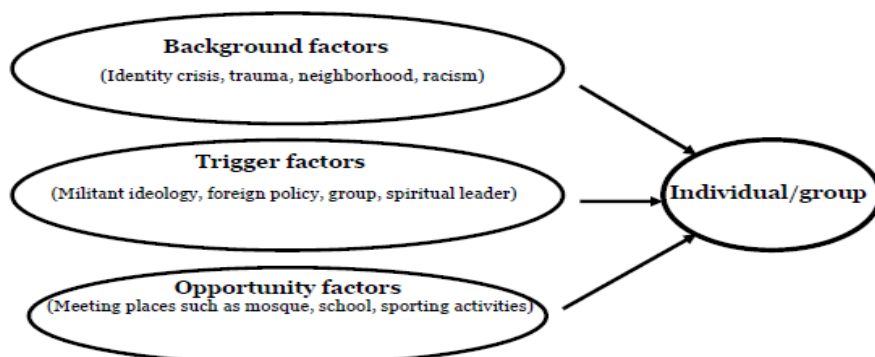 Background factors
(Identity crisis, trauma, neighborhood, racism)
Trigger factors
(Militant ideology, foreign policy, group, spiritual leader)
Individual/group
Opportunity factors
(Meeting places such as mosque, school, sporting activities)